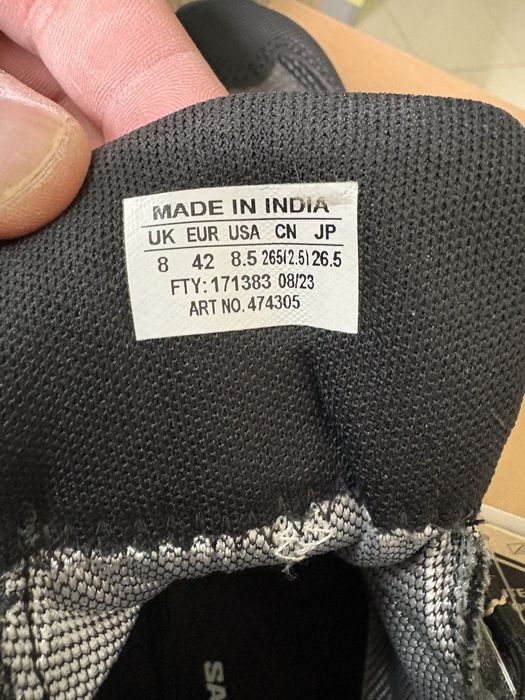 MADE IN INDIA
UK EUR USA CN JP
8 42 8.5 265(2.5) 26.5
FTY: 171383 08/23
ART NO. 474305
SA